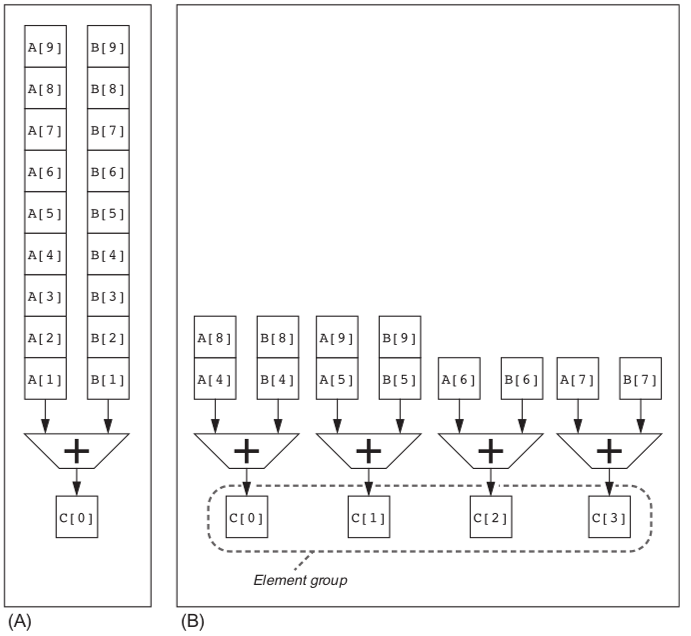 A[9] B[9]
A[8] B[8]
A[7] B[7]
A[6] B[6]
A[5] B[5]
A[4] B[4]
A[3] B[3]
A[2] B[2]
A[1] B[1]
+
C[0]
(A)
A[8] B[8] A[9] B[9]
A[4] B[4] A[5] B[5] A[6] B[6] A[7] B[7]
+ + + +
C[0] C[1] C[2] C[3]
Element group
(B)